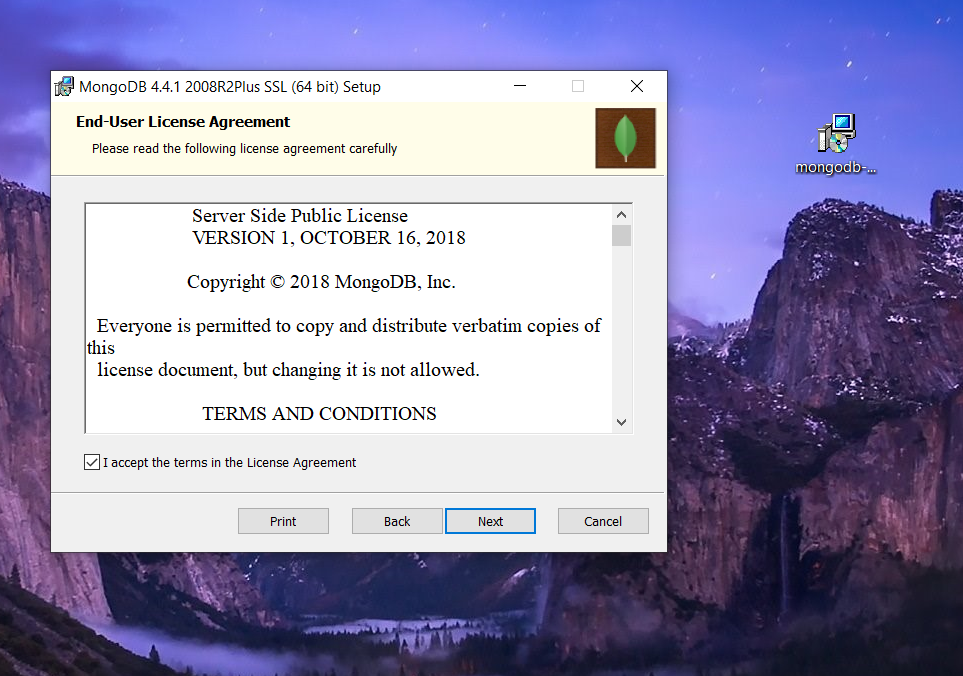 MongoDB 4.4.1 2008R2Plus SSL (64 bit) Setup
End-User License Agreement
Please read the following license agreement carefully
mongodb-...
Server Side Public License
VERSION 1, OCTOBER 16, 2018
Copyright © 2018 MongoDB, Inc.
Everyone is permitted to copy and distribute verbatim copies of
this
license document, but changing it is not allowed.
TERMS AND CONDITIONS
I accept the terms in the License Agreement
Print Back Next Cancel